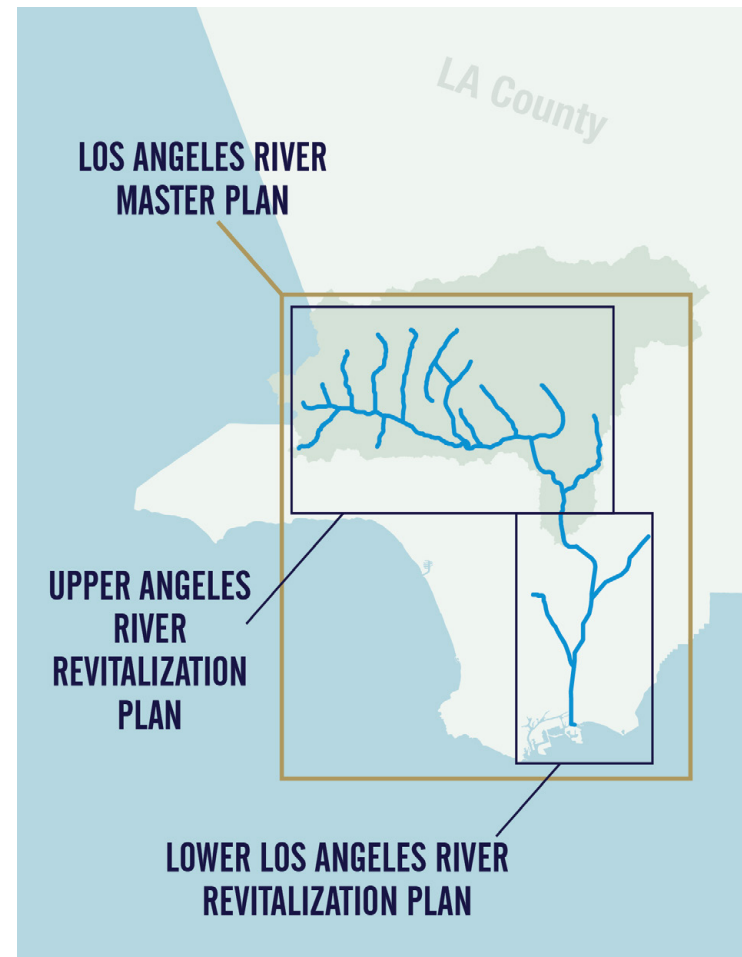 LA County
LOS ANGELES RIVER
MASTER PLAN
UPPER ANGELES
RIVER
REVITALIZATION
PLAN
LOWER LOS ANGELES RIVER
REVITALIZATION PLAN